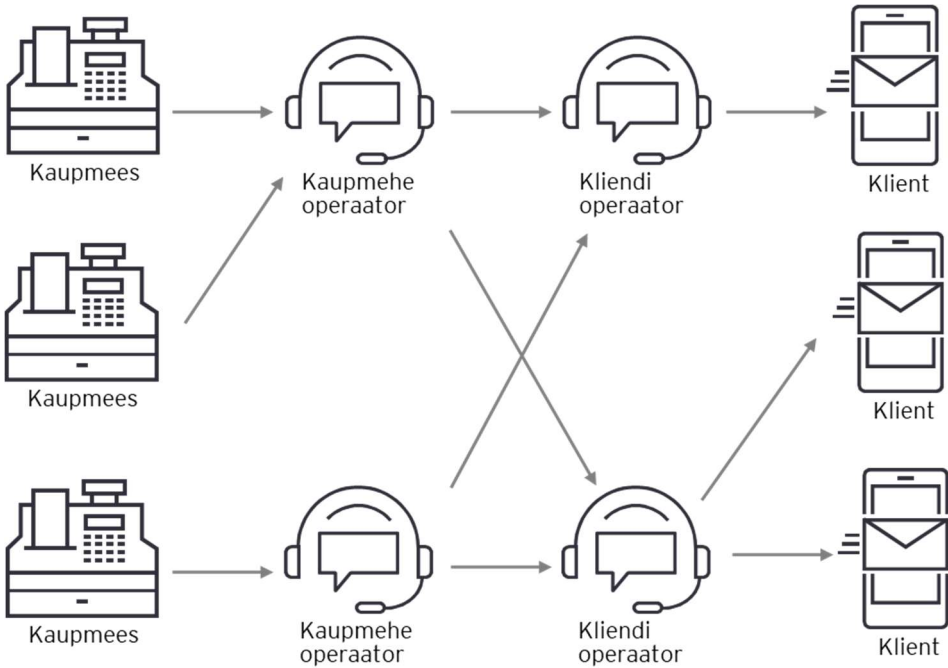 Kaupmees
Kaupmehe
operaator
Kliendi
operaator
Klient
Kaupmees
Klient
Kaupmees
Kaupmehe
operaator
Kliendi
operaator
Klient